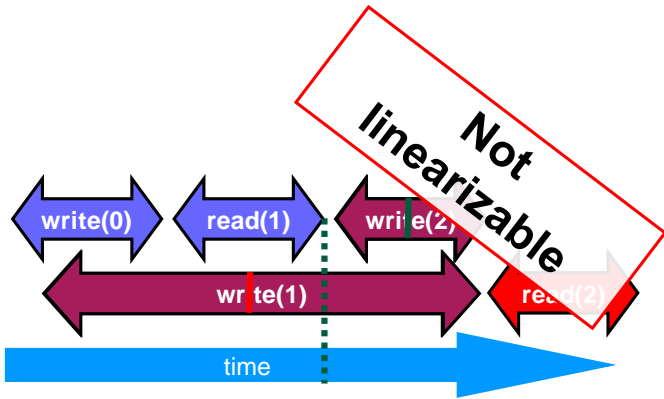 Not
linearizable
write(0) read(1) write(2)
write(1) read(2)
time